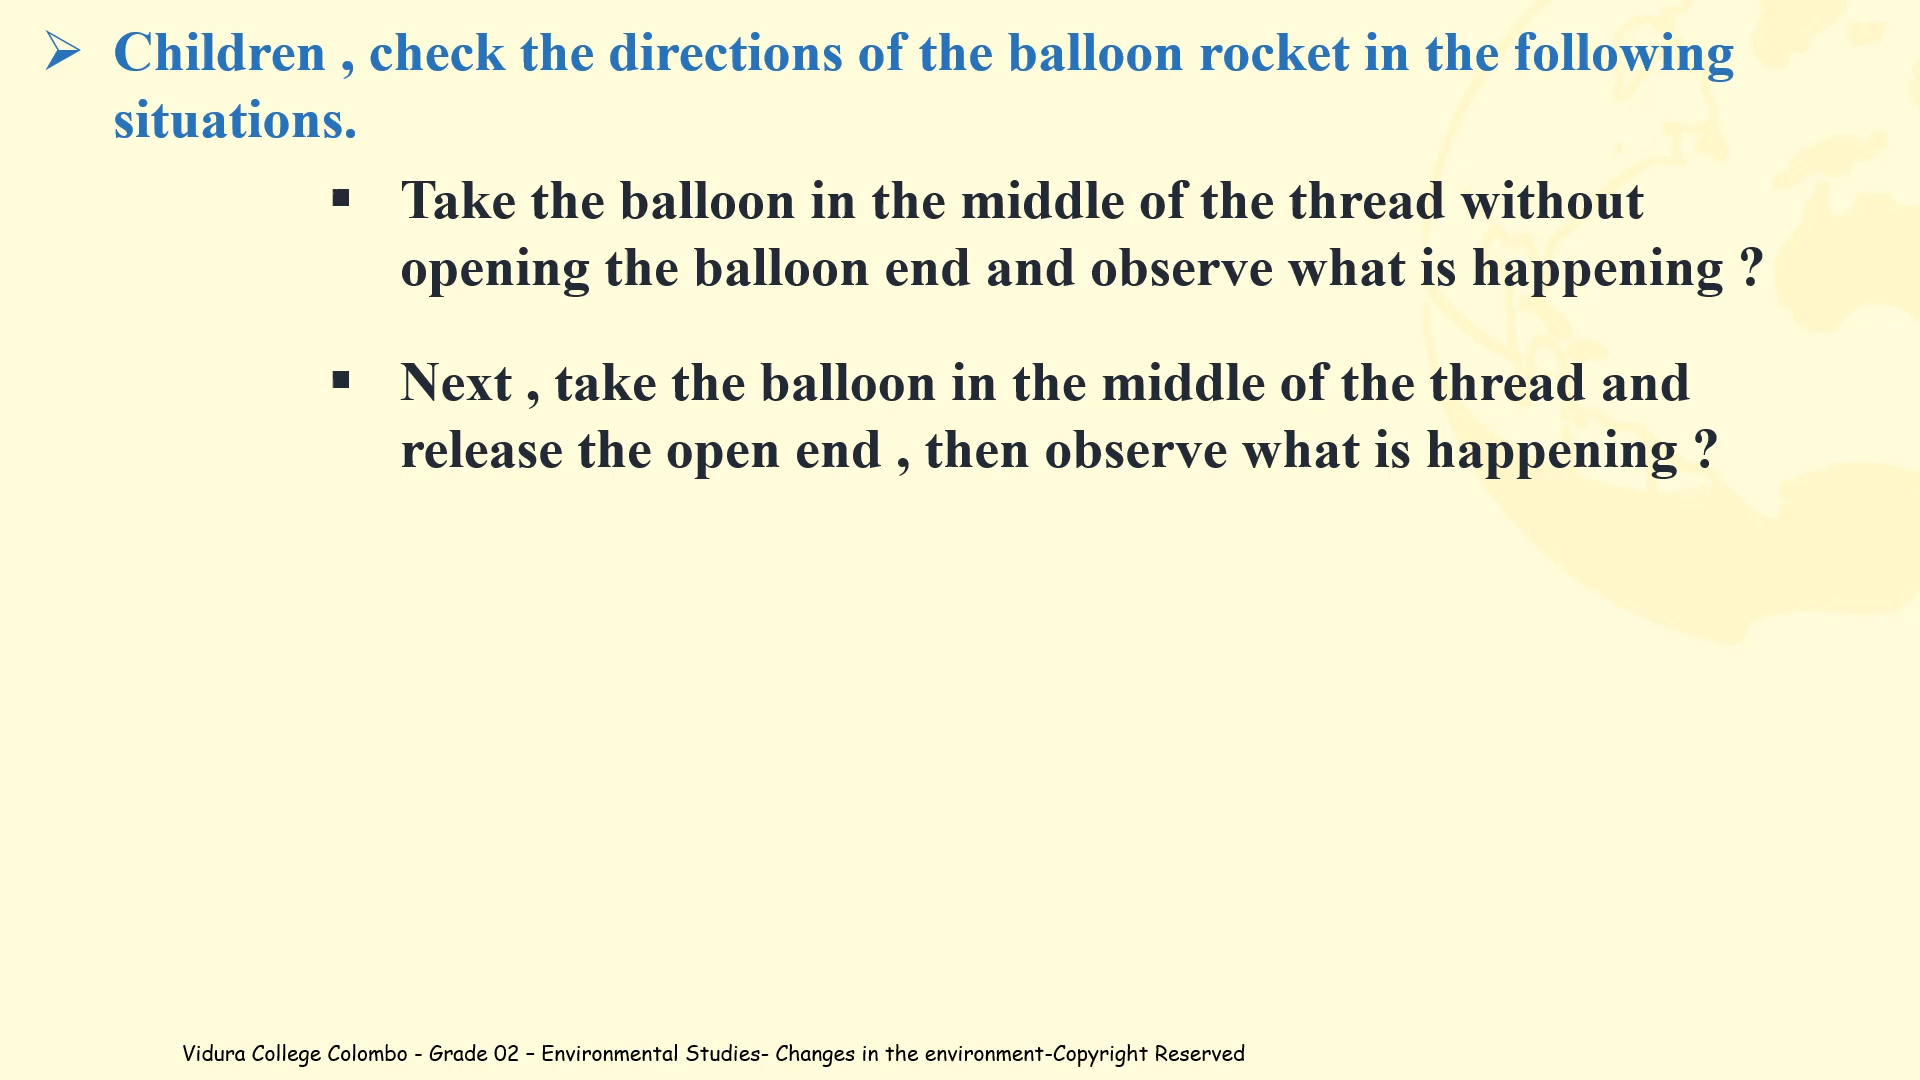 ➢ Children , check the directions of the balloon rocket in the following
situations.
▪ Take the balloon in the middle of the thread without
opening the balloon end and observe what is happening ?
▪ Next , take the balloon in the middle of the thread and
release the open end , then observe what is happening ?
Vidura College Colombo - Grade 02 – Environmental Studies- Changes in the environment-Copyright Reserved